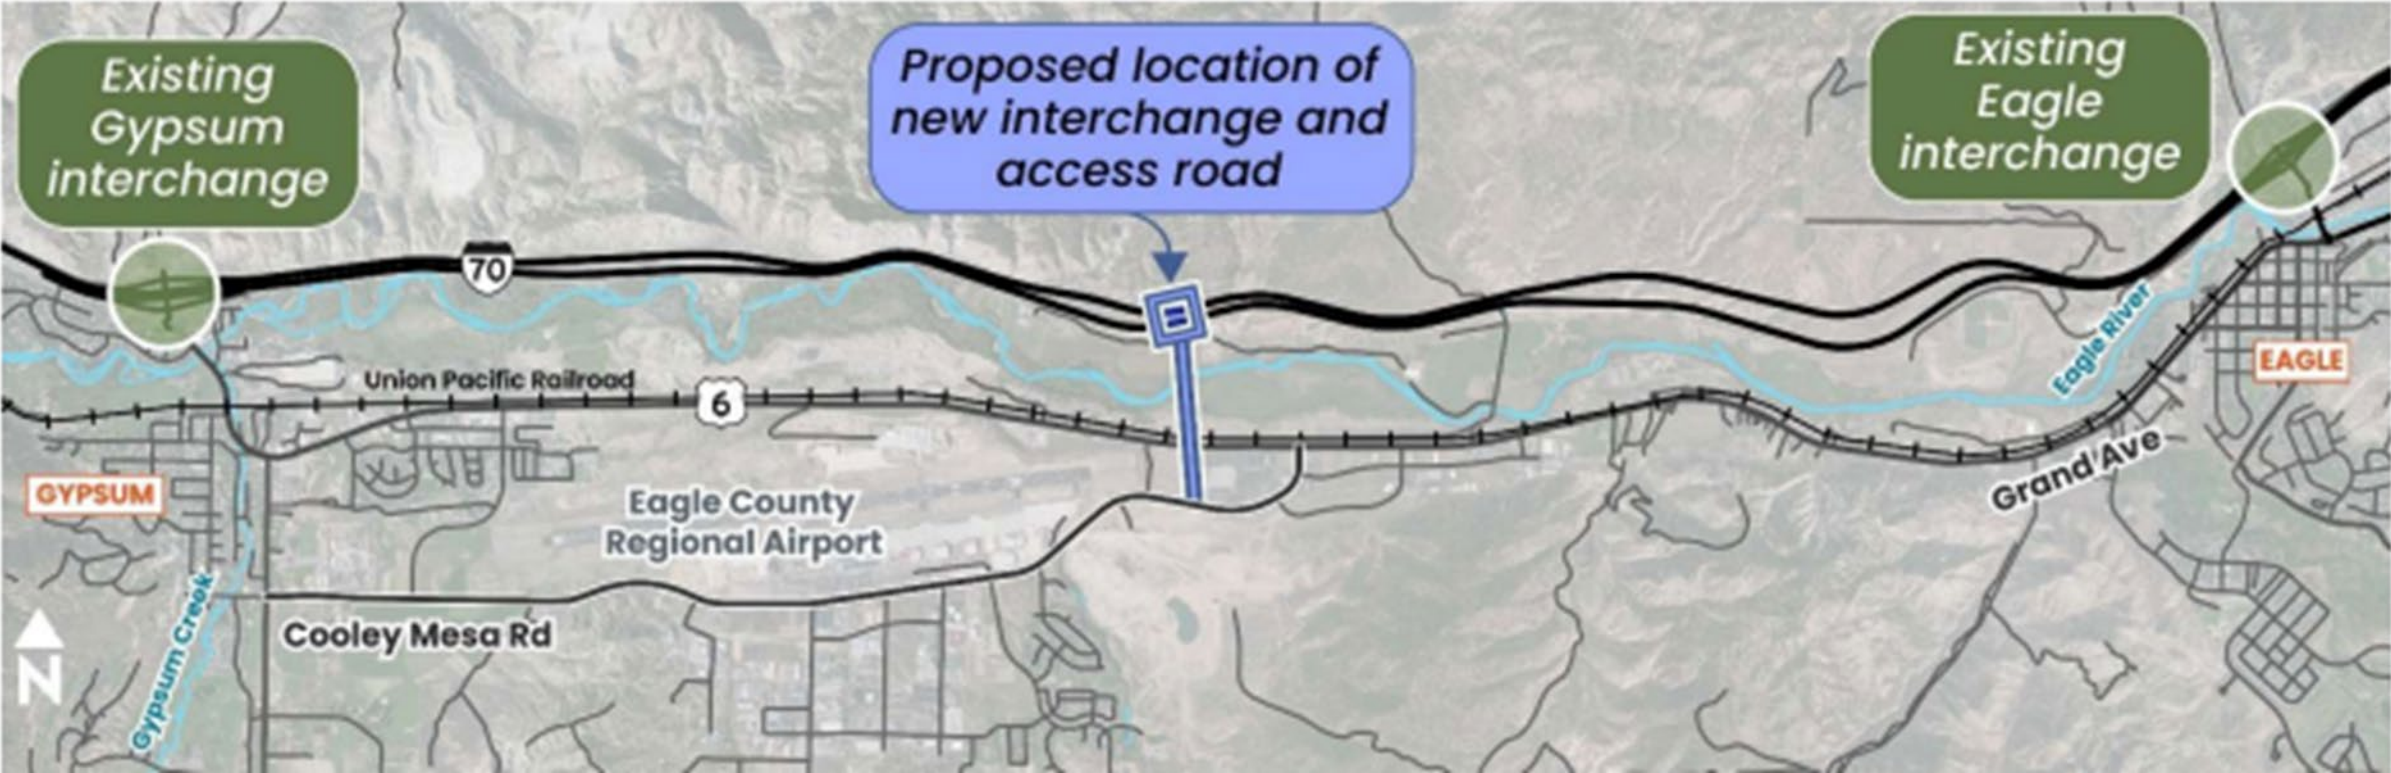 Existing
Gypsum
interchange
Proposed location of
new interchange and
access road
Existing
Eagle
interchange
70
Union Pacific Railroad
6
Eagle River
EAGLE
GYPSUM
Eagle County
Regional Airport
Grand Ave
Gypsum Creek
Cooley Mesa Rd
N